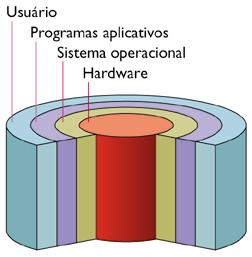 Usuário
Programas aplicativos
Sistema operacional
Hardware